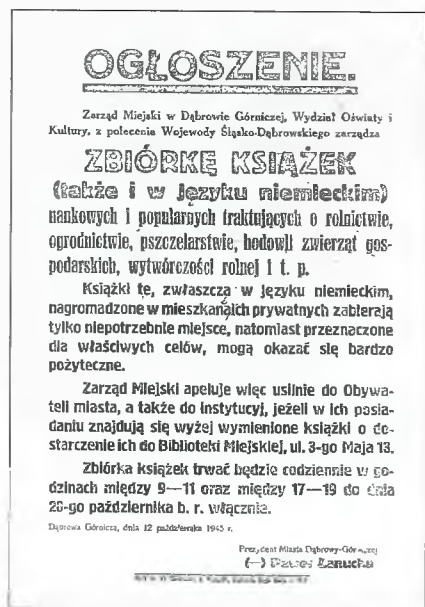 OGŁOSZENIE.
Zarząd Miejski w Dąbrowie Górniczej, Wydział Oświaty i
Kultury, z polecenia Wojewody Śląsko-Dąbrowskiego zarządza
ZBIÓRKĘ KSIĄŻEK
(także i w języku niemieckim)
naukowych i popularnych traktujących o rolnictwie,
ogrodnictwie, pszczelarstwie, hodowli zwierząt gos-
podarskich, wytwórczości rolnej i t. p.
Książki te, zwłaszcza w języku niemieckim,
nagromadzone w mieszkaniach prywatnych zabierają
tylko niepotrzebnie miejsce, natomiast przeznaczone
dla właściwych celów, mogą okazać się bardzo
pożyteczne.
Zarząd Miejski apeluje więc usilnie do Obywa-
teli miasta, a także do Instytucyj, jeżeli w ich posia-
daniu znajdują się wyżej wymienione książki o do-
starczenie ich do Biblioteki Miejskiej, ul. 3-go Maja 13.
Zbiórka książek trwać będzie codziennie w go-
dzinach między 9—11 oraz między 17—19 do dnia
20-go października b. r. włącznie.
Dąbrowa Górnicza, dnia 12 października 1945 r.
Prezydent Miasta Dąbrowy-Górniczej
(—) Zanucha